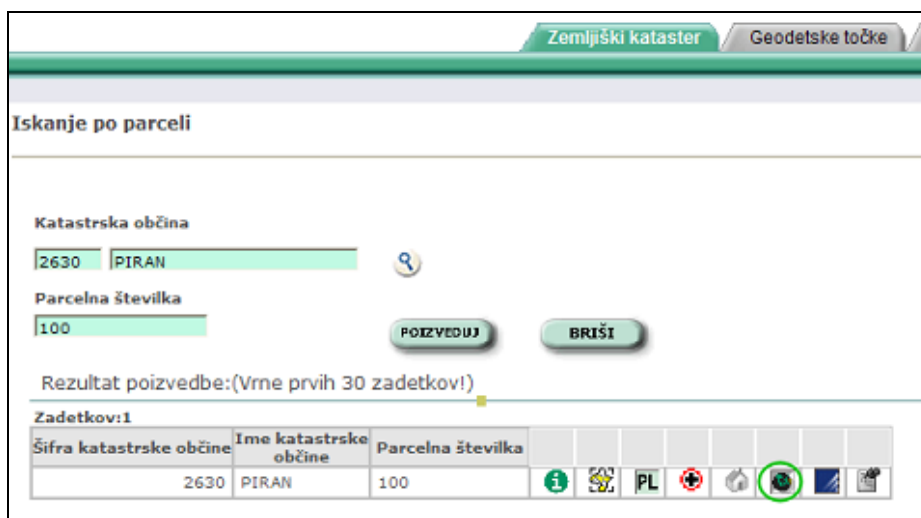 Zemljiški kataster Geodetske točke
Iskanje po parceli
Katastrska občina
2630 PIRAN
Parcelna številka
100 POIZVEDUJ BRIŠI
Rezultat poizvedbe:(Vrne prvih 30 zadetkov!)
Zadetkov:1
Šifra katastrske občine Ime katastrske občine Parcelna številka
2630 PIRAN 100 i PL